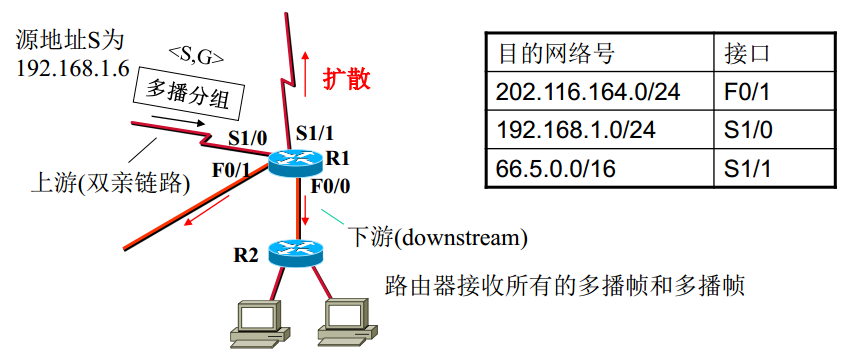 源地址S为
192.168.1.6
<S,G>
多播分组
扩散
S1/0
S1/1
R1
F0/1
F0/0
上游(双亲链路)
下游(downstream)
R2
路由器接收所有的多播帧和多播帧
目的网络号 接口
202.116.164.0/24 F0/1
192.168.1.0/24 S1/0
66.5.0.0/16 S1/1